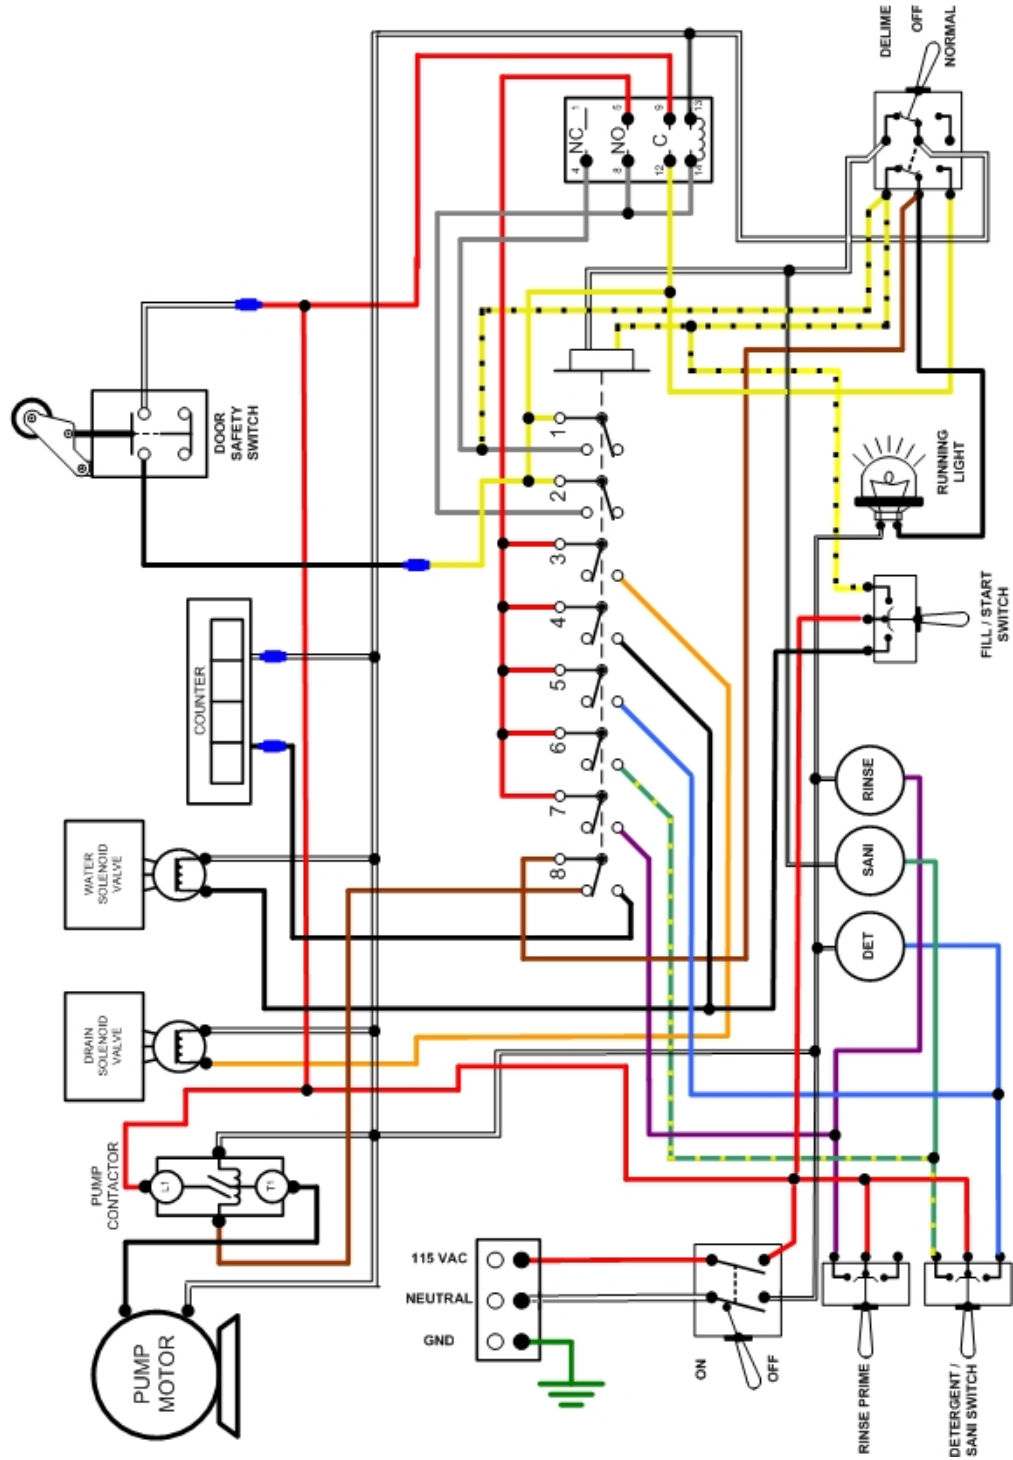 DELIME
OFF
NORMAL
1
4
NC
5
8
NO
9
12
C
13
14
DOOR
SAFETY
SWITCH
1
2
3
4
5
6
7
8
RUNNING
LIGHT
FILL / START
SWITCH
COUNTER
WATER
SOLENOID
VALVE
RINSE
SANI
DET
DRAIN
SOLENOID
VALVE
PUMP
CONTACTOR
L1
T1
PUMP
MOTOR
115 VAC
NEUTRAL
GND
ON
OFF
RINSE PRIME
DETERGENT /
SANI SWITCH